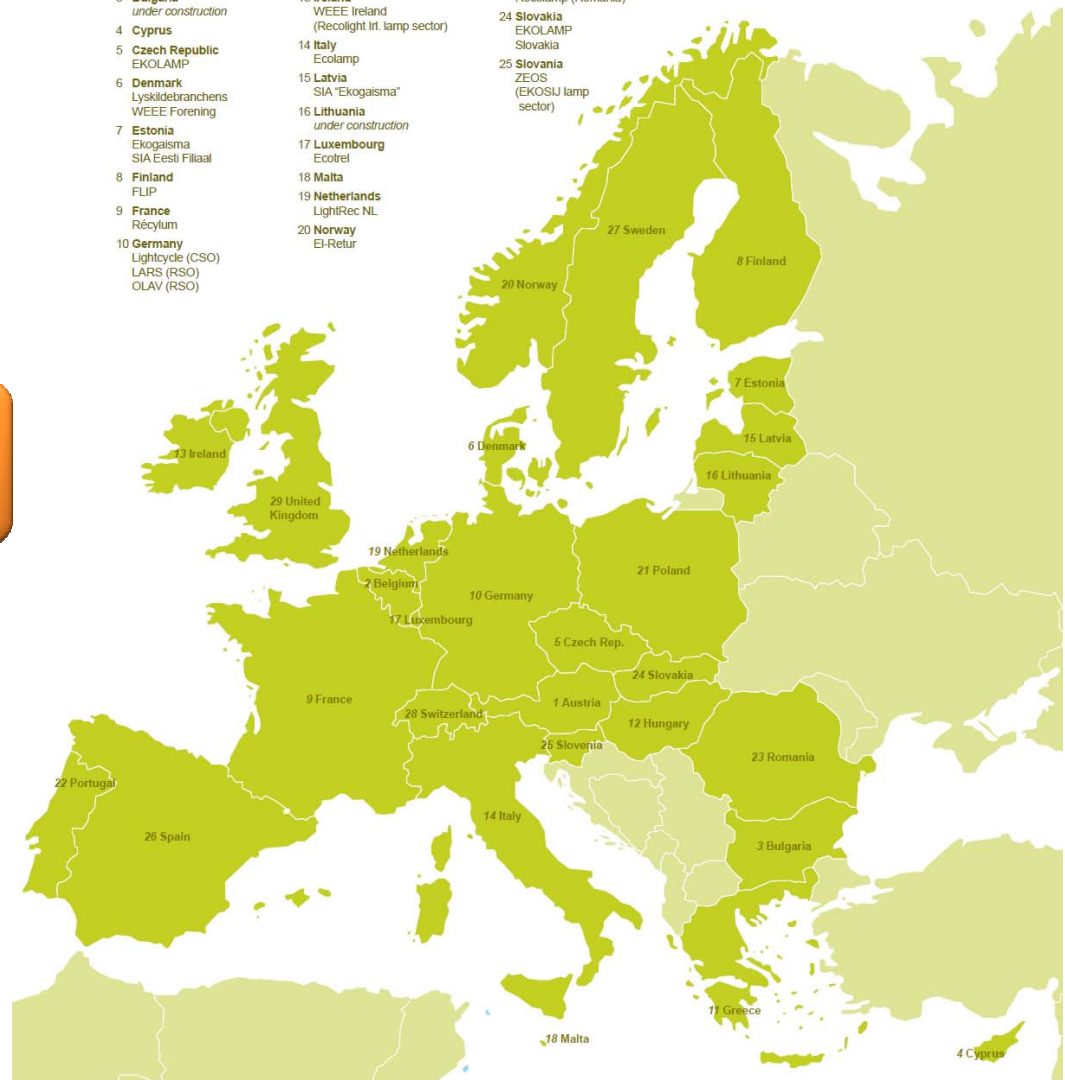 under construction
4 Cyprus
5 Czech Republic
EKOLAMP
6 Denmark
Lyskildebranchens
WEEE Forening
7 Estonia
Ekogaisma
SIA Eesti Filiaal
8 Finland
FLIP
9 France
Récylum
10 Germany
Lightcycle (CSO)
LARS (RSO)
OLAV (RSO)
WEEE Ireland
(Recolight Irl. lamp sector)
14 Italy
Ecolamp
15 Latvia
SIA "Ekogaisma"
16 Lithuania
under construction
17 Luxembourg
Ecotrel
18 Malta
19 Netherlands
LightRec NL
20 Norway
El-Retur
24 Slovakia
EKOLAMP
Slovakia
25 Slovania
ZEOS
(EKOSIJ lamp
sector)
27 Sweden
8 Finland
20 Norway
7 Estonia
15 Latvia
6 Denmark
16 Lithuania
13 Ireland
29 United
Kingdom
19 Netherlands
2 Belgium
10 Germany
21 Poland
17 Luxembourg
5 Czech Rep.
24 Slovakia
9 France
28 Switzerland
1 Austria
12 Hungary
25 Slovenia
23 Romania
22 Portugal
26 Spain
14 Italy
3 Bulgaria
11 Greece
18 Malta
4 Cyprus